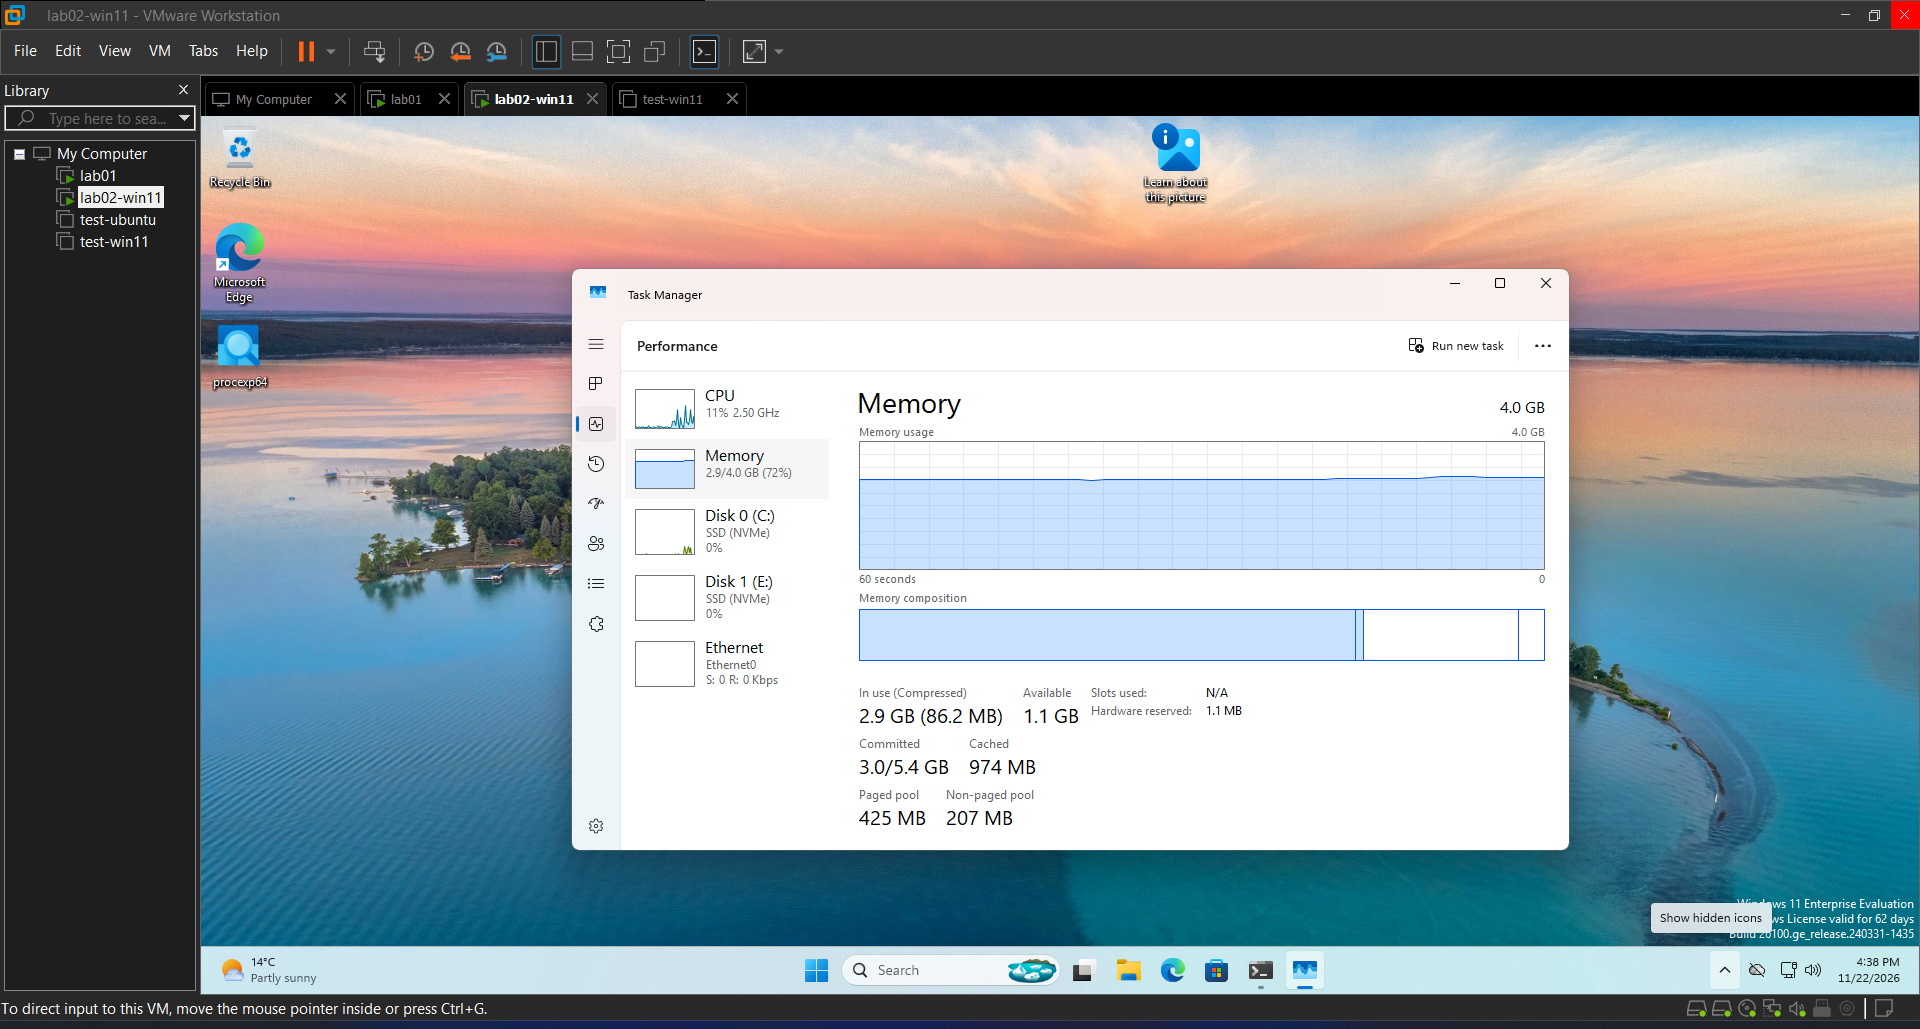 lab02-win11 - VMware Workstation
File Edit View VM Tabs Help
Library
Type here to sea...
My Computer
lab01
lab02-win11
test-ubuntu
test-win11
My Computer
lab01
lab02-win11
test-win11
Recycle Bin
Microsoft
Edge
procexp64
Learn about
this picture
Task Manager
Performance
Run new task
CPU
11% 2.50 GHz
Memory
2.9/4.0 GB (72%)
Disk 0 (C:)
SSD (NVMe)
0%
Disk 1 (E:)
SSD (NVMe)
0%
Ethernet
Ethernet0
S: 0 R: 0 Kbps
Memory
4.0 GB
Memory usage
4.0 GB
60 seconds
0
Memory composition
In use (Compressed)
2.9 GB (86.2 MB)
Available
1.1 GB
Slots used: N/A
Hardware reserved: 1.1 MB
Committed
3.0/5.4 GB
Cached
974 MB
Paged pool
425 MB
Non-paged pool
207 MB
Windows 11 Enterprise Evaluation
License valid for 62 days
Build 26100.ge_release.240331-1435
Show hidden icons
14°C
Partly sunny
Search
4:38 PM
11/22/2026
To direct input to this VM, move the mouse pointer inside or press Ctrl+G.